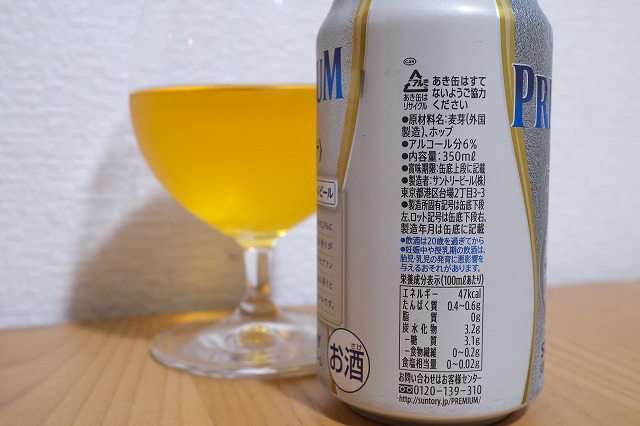 PREMIUM
あき缶はすて
ないようご協力
ください
アルミ
あき缶は
リサイクル
●原材料名:麦芽(外国
製造)、ホップ
●アルコール分6%
●内容量:350mℓ
●賞味期限:缶底上段に記載
●製造者:サントリービール(株)
東京都港区台場2丁目3-3
●製造所固有記号は缶底下段
左、ロット記号は缶底下段右、
製造年月は缶底に記載
●飲酒は20歳を過ぎてから
●妊娠中や授乳期の飲酒は、
胎児・乳児の発育に悪影響を
与えるおそれがあります。
栄養成分表示(100mℓあたり)
エネルギー 47kcal
たんぱく質 0.4~0.6g
脂質 0g
炭水化物 3.2g
-糖質 3.1g
-食物繊維 0~0.2g
食塩相当量 0~0.02g
お問い合わせはお客様センター
0120-139-310
http://suntory.jp/PREMIUM/
お酒
さけ
UM
ビール